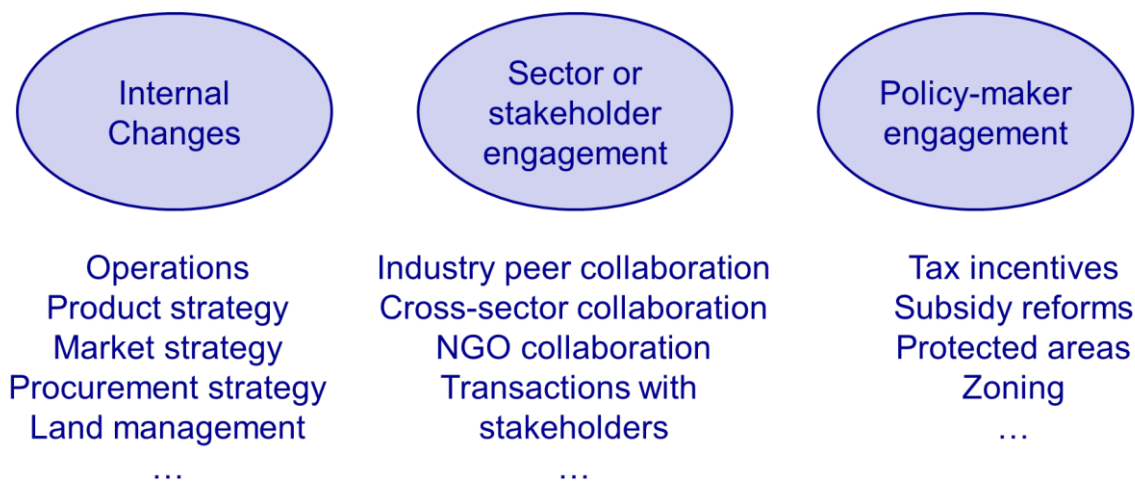 Internal
Changes
Operations
Product strategy
Market strategy
Procurement strategy
Land management
…
Sector or
stakeholder
engagement
Industry peer collaboration
Cross-sector collaboration
NGO collaboration
Transactions with
stakeholders
…
Policy-maker
engagement
Tax incentives
Subsidy reforms
Protected areas
Zoning
…